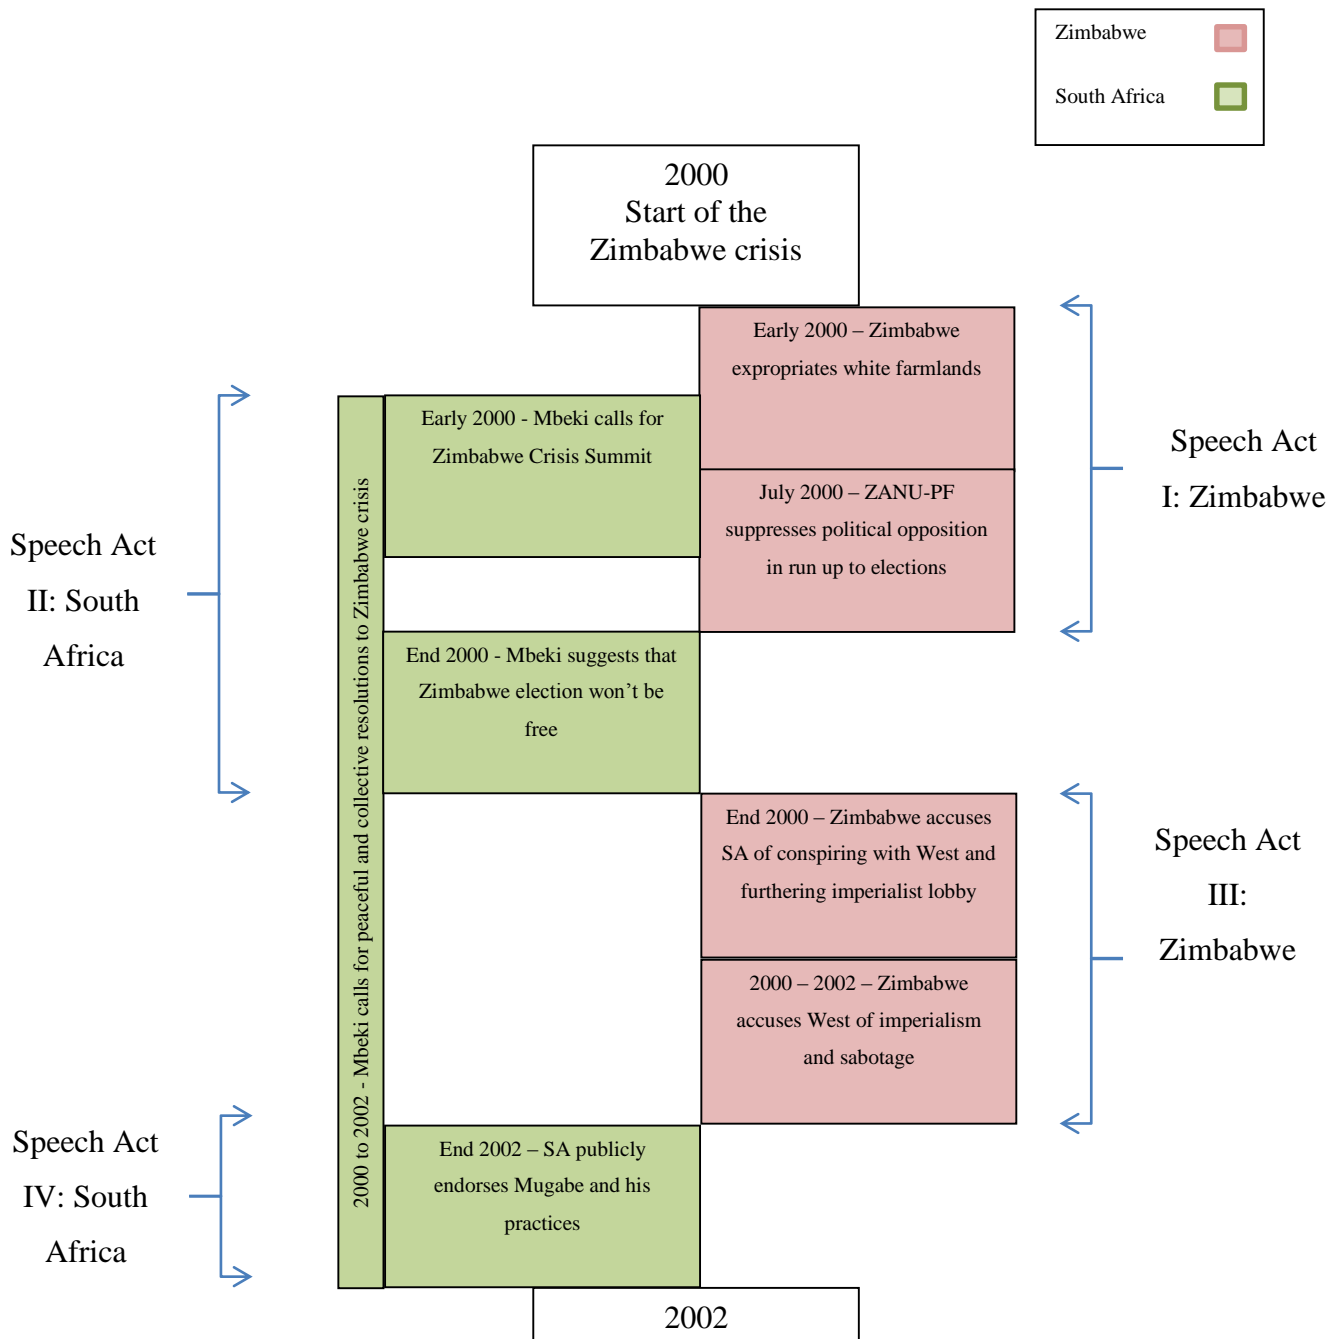 Zimbabwe
South Africa
2000
Start of the
Zimbabwe crisis
Early 2000 – Zimbabwe
expropriates white farmlands
Early 2000 - Mbeki calls for
Zimbabwe Crisis Summit
Speech Act
I: Zimbabwe
July 2000 – ZANU-PF
suppresses political opposition
in run up to elections
Speech Act
II: South
Africa
2000 to 2002 - Mbeki calls for peaceful and collective resolutions to Zimbabwe crisis
End 2000 - Mbeki suggests that
Zimbabwe election won’t be
free
End 2000 – Zimbabwe accuses
SA of conspiring with West and
furthering imperialist lobby
Speech Act
III:
Zimbabwe
2000 – 2002 – Zimbabwe
accuses West of imperialism
and sabotage
Speech Act
IV: South
Africa
End 2002 – SA publicly
endorses Mugabe and his
practices
2002